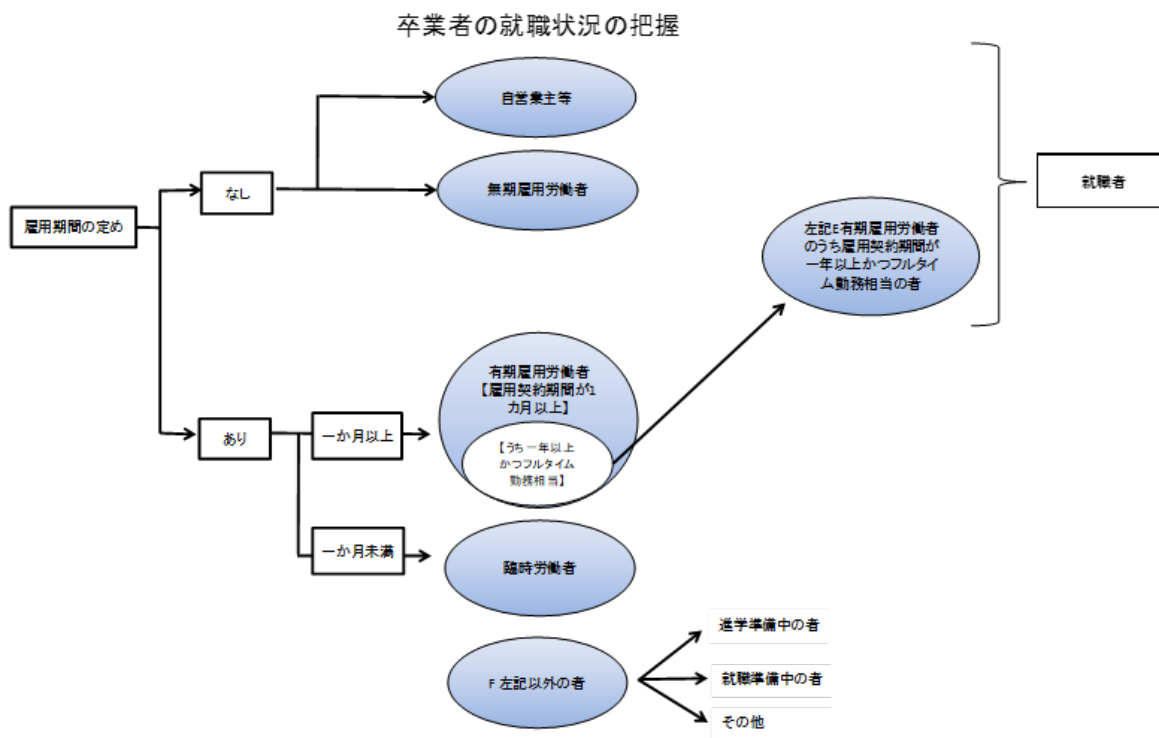 卒業者の就職状況の把握
自営業主等
無期雇用労働者
なし
雇用期間の定め
就職者
左記E有期雇用労働者
のうち雇用契約期間が
一年以上かつフルタイ
ム勤務相当の者
有期雇用労働者
【雇用契約期間が1
カ月以上】
あり
一か月以上
【うち一年以上
かつフルタイム
勤務相当】
一か月未満
臨時労働者
F 左記以外の者
進学準備中の者
就職準備中の者
その他